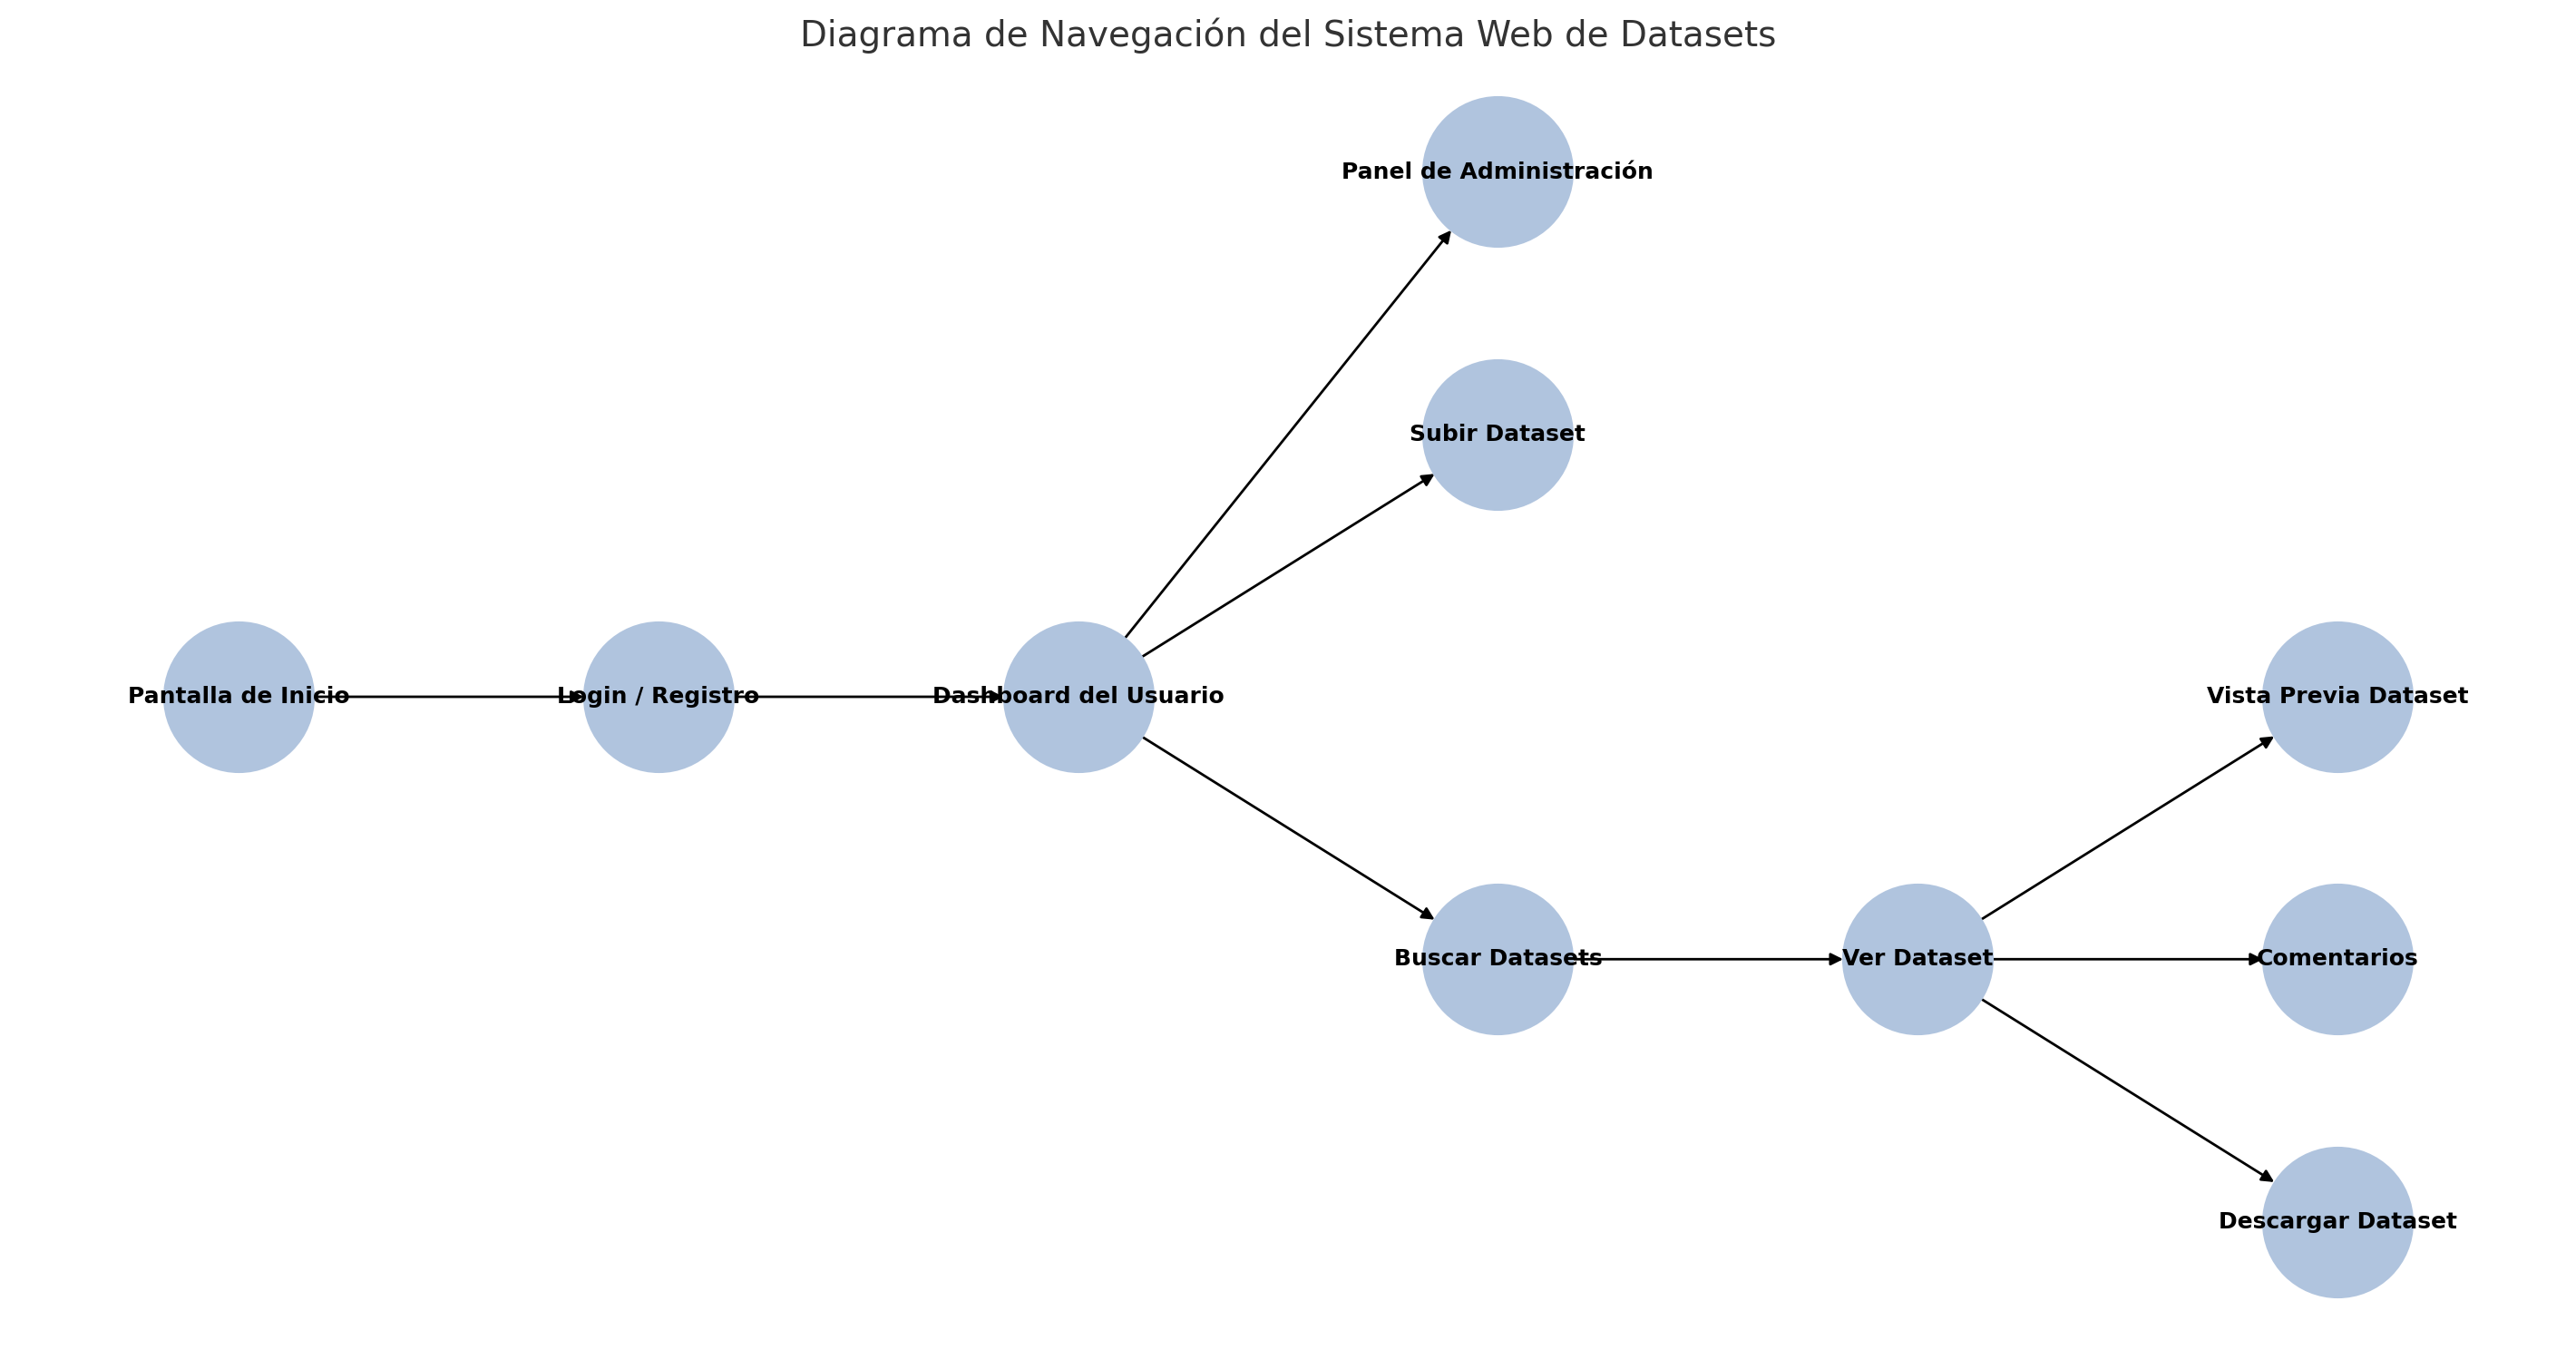 Diagrama de Navegación del Sistema Web de Datasets
Panel de Administración
Subir Dataset
Pantalla de Inicio
Login / Registro
Dashboard del Usuario
Vista Previa Dataset
Buscar Datasets
Ver Dataset
Comentarios
Descargar Dataset